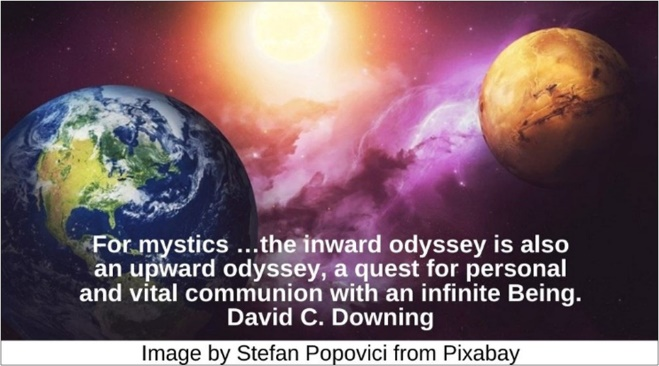 For mystics …the inward odyssey is also
an upward odyssey, a quest for personal
and vital communion with an infinite Being.
David C. Downing
Image by Stefan Popovici from Pixabay